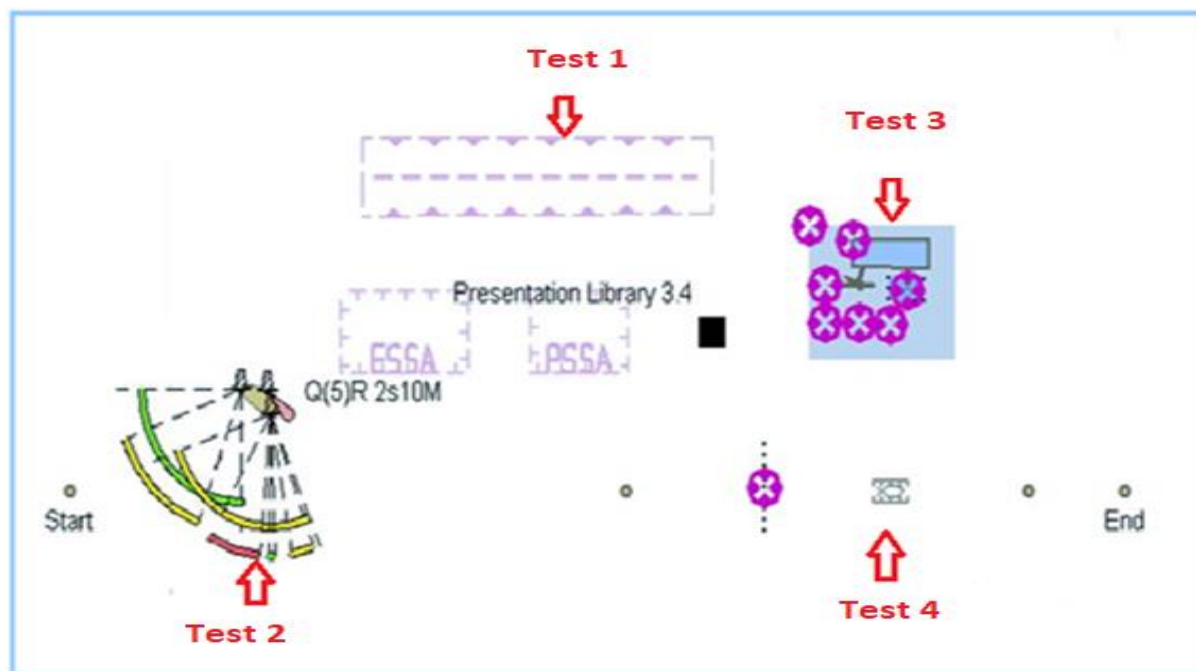 Test 1
Test 3
Presentation Library 3.4
ESSA
PSSA
Q(5)R 2s10M
Start
End
Test 4
Test 2